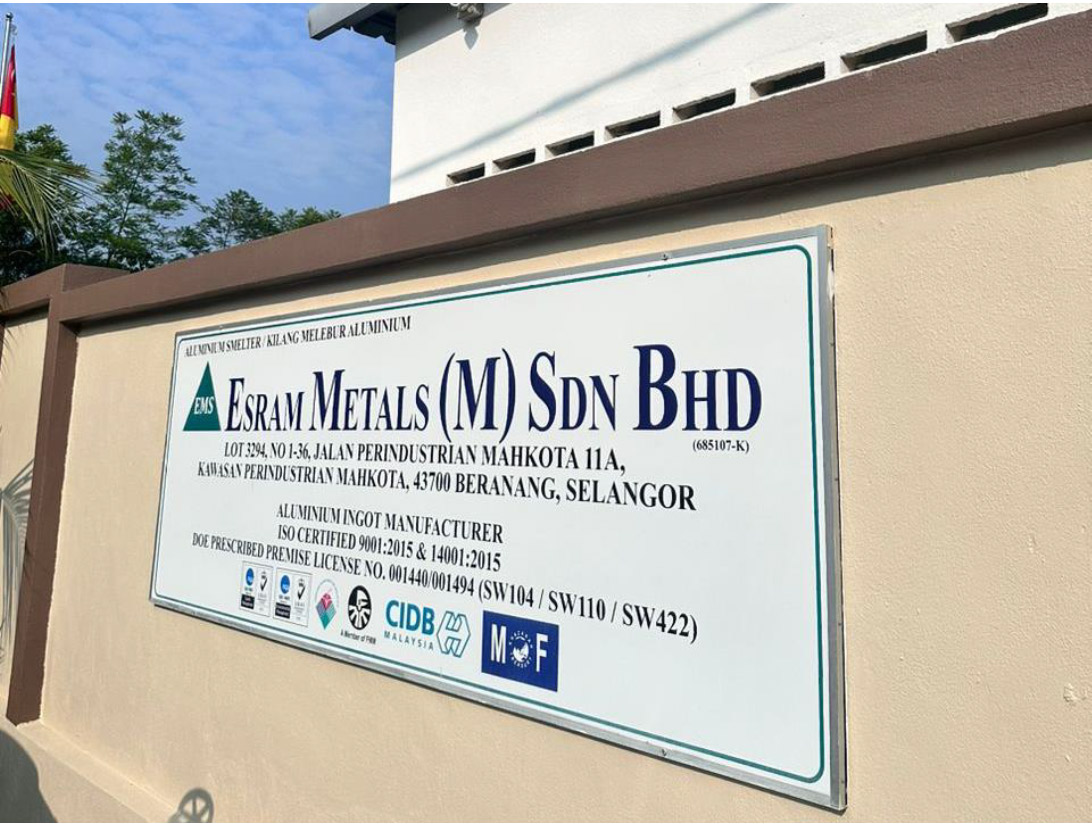 ALUMINIUM SMELTER / KILANG MELEBUR ALUMINIUM
EMS
ESRAM METALS (M) SDN BHD
(685107-K)
LOT 3294, NO 1-36, JALAN PERINDUSTRIAN MAHKOTA 11A,
KAWASAN PERINDUSTRIAN MAHKOTA, 43700 BERANANG, SELANGOR
ALUMINIUM INGOT MANUFACTURER
ISO CERTIFIED 9001:2015 & 14001:2015
DOE PRESCRIBED PREMISE LICENSE NO. 001440/001494 (SW104 / SW110 / SW422)
A Member of FMM
CIDB
MALAYSIA
M F